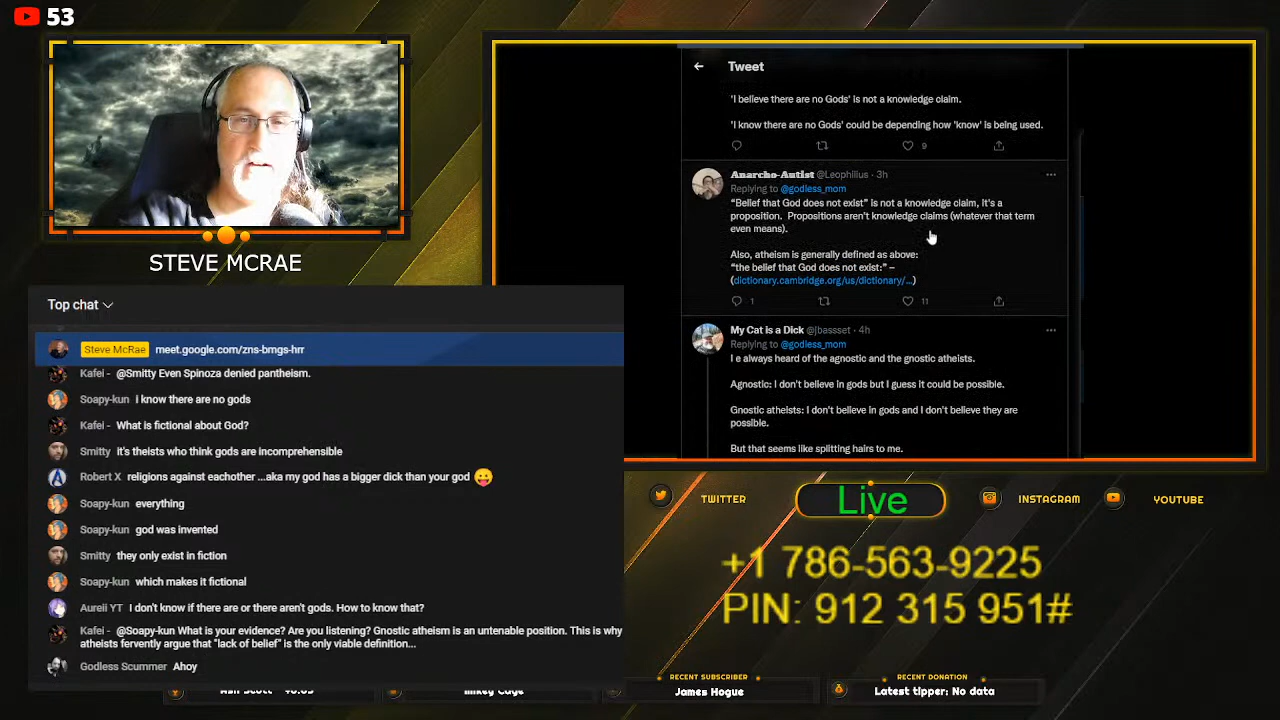 53
STEVE MCRAE
Top chat
Steve McRae meet.google.com/zns-bmgs-hrr
Kafei - @Smitty Even Spinoza denied pantheism.
Soapy-kun i know there are no gods
Kafei - What is fictional about God?
Smitty it's theists who think gods are incomprehensible
Robert X religions against eachother ...aka my god has a bigger dick than your god 😛
Soapy-kun everything
Soapy-kun god was invented
Smitty they only exist in fiction
Soapy-kun which makes it fictional
Aureii YT I don't know if there are or there aren't gods. How to know that?
Kafei - @Soapy-kun What is your evidence? Are you listening? Gnostic atheism is an untenable position. This is why
atheists fervently argue that "lack of belief" is the only viable definition...
Godless Scummer Ahoy
Tweet
'I believe there are no Gods' is not a knowledge claim.
'I know there are no Gods' could be depending how 'know' is being used.
9
Anarcho-Autist @Leophilius · 3h
Replying to @godless_mom
“Belief that God does not exist” is not a knowledge claim, it's a
proposition. Propositions aren't knowledge claims (whatever that term
even means).
Also, atheism is generally defined as above:
“the belief that God does not exist:” –
(dictionary.cambridge.org/us/dictionary/...)
1 11
My Cat is a Dick @jbassset · 4h
Replying to @godless_mom
I e always heard of the agnostic and the gnostic atheists.
Agnostic: I don't believe in gods but I guess it could be possible.
Gnostic atheists: I don't believe in gods and I don't believe they are
possible.
But that seems like splitting hairs to me.
TWITTER
Live
INSTAGRAM
YOUTUBE
+1 786-563-9225
PIN: 912 315 951#
Mikey Cage
RECENT SUBSCRIBER
James Hogue
RECENT DONATION
Latest tipper: No data